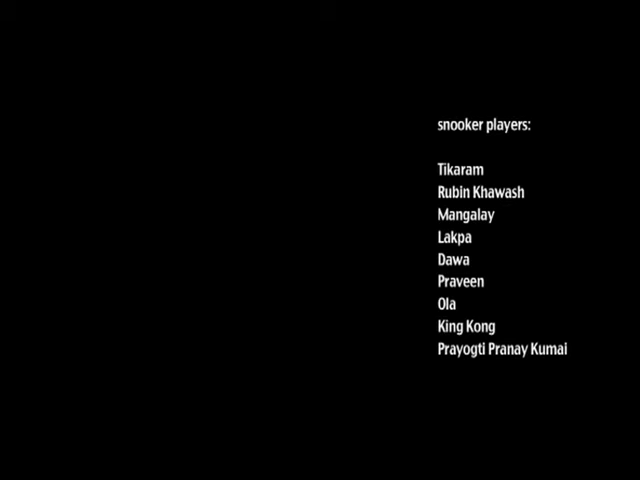 snooker players:
Tikaram
Rubin Khawash
Mangalay
Lakpa
Dawa
Praveen
Ola
King Kong
Prayogti Pranay Kumai